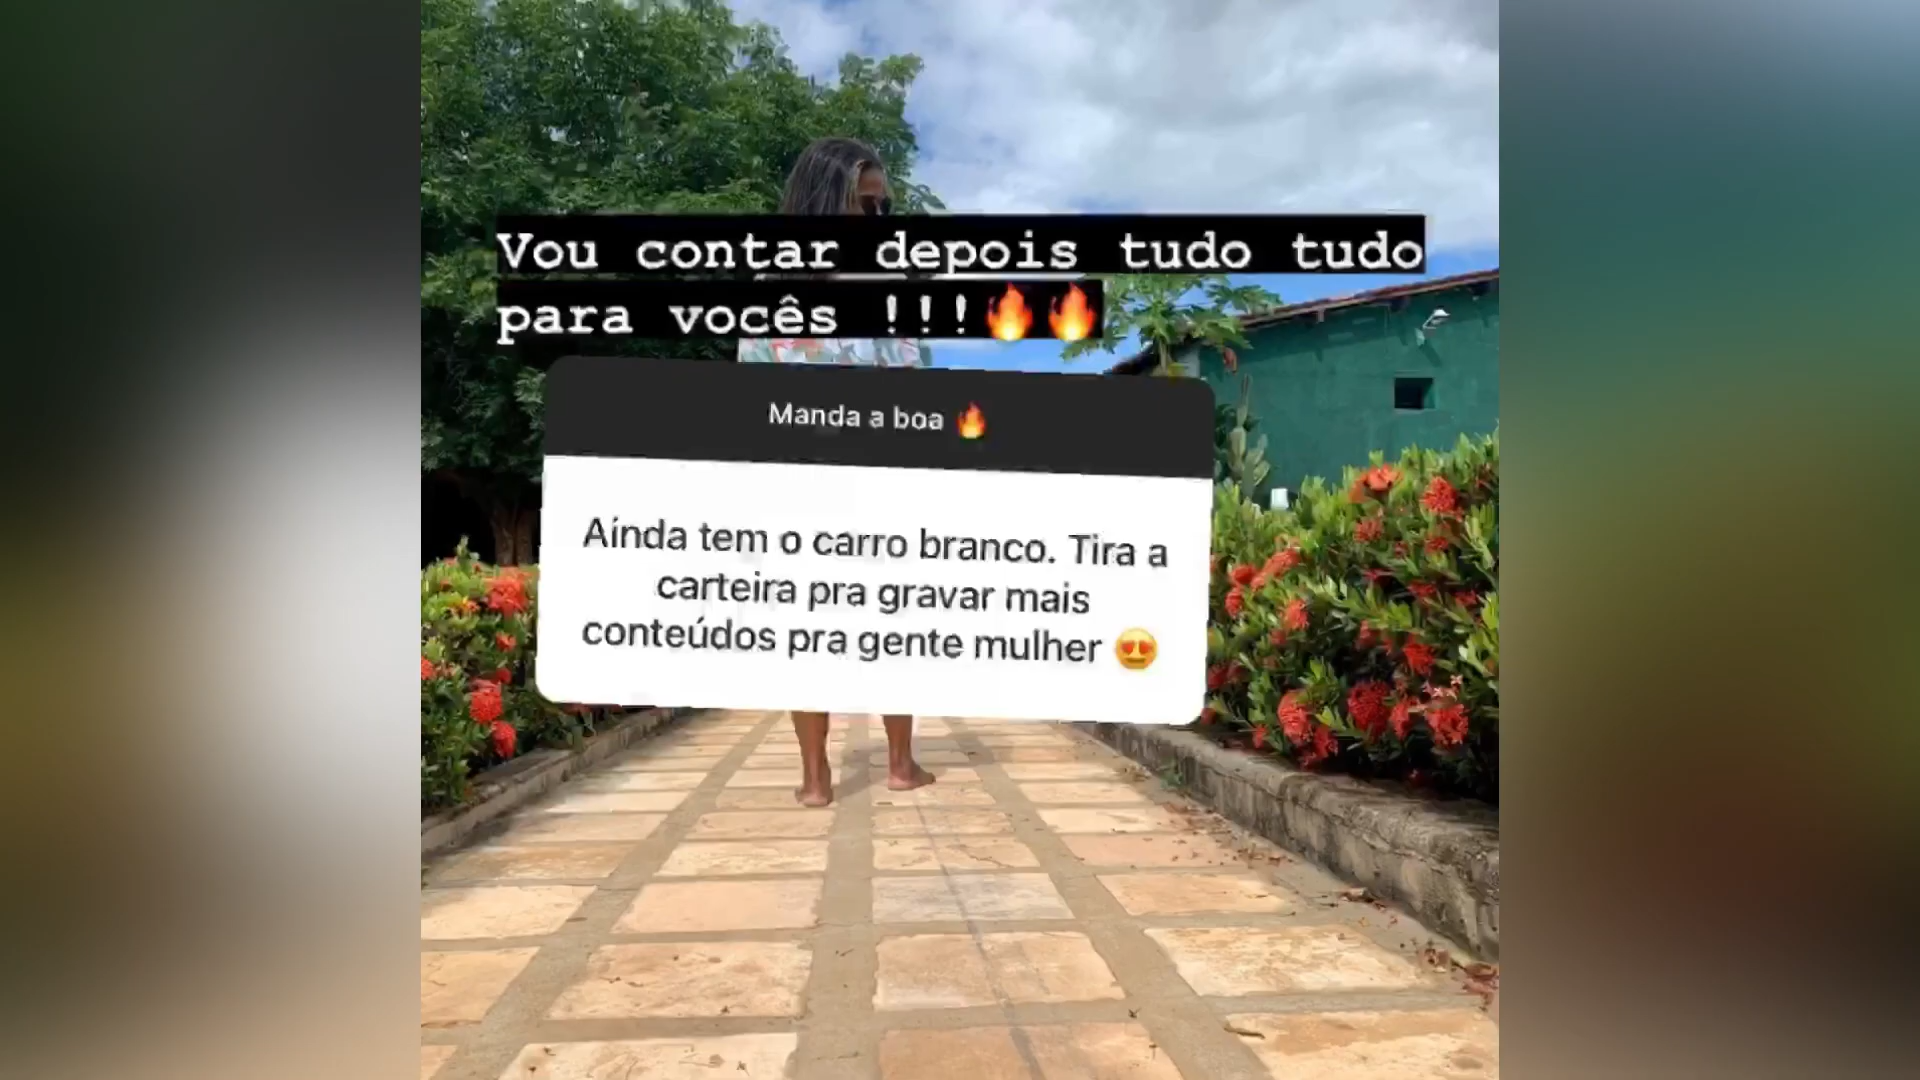 Vou contar depois tudo tudo
para vocês !!!🔥🔥
Manda a boa 🔥
Ainda tem o carro branco. Tira a
carteira pra gravar mais
conteúdos pra gente mulher 😍